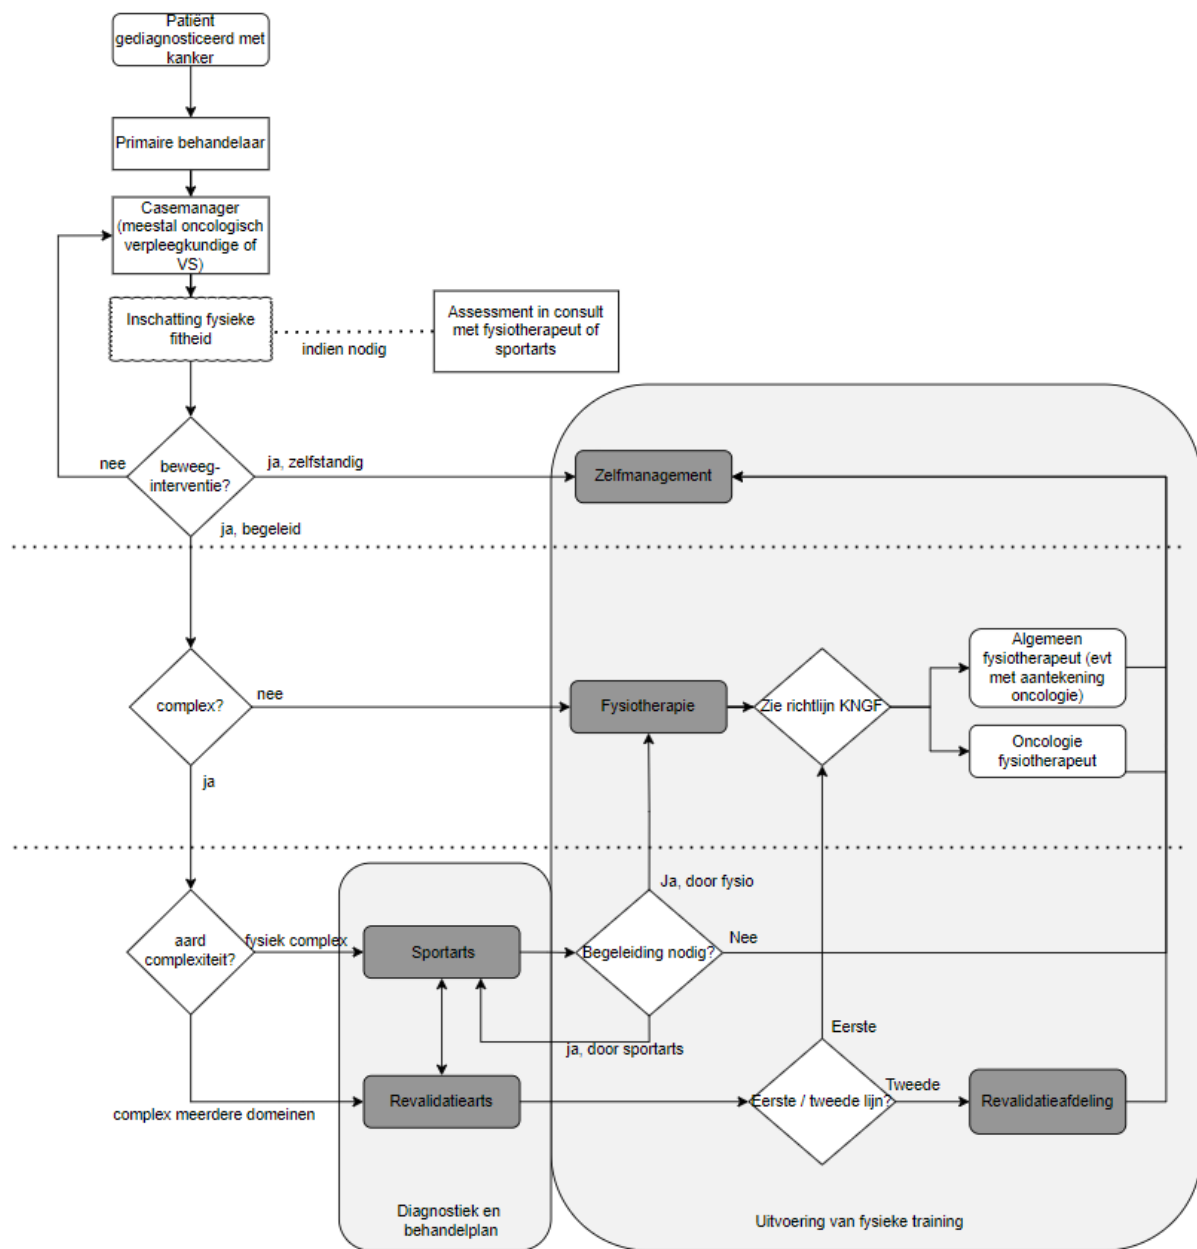 Patiënt
gediagnosticeerd met
kanker
Primaire behandelaar
Casemanager
(meestal oncologisch
verpleegkundige of
VS)
Inschatting fysieke
fitheid
indien nodig
Assessment in consult
met fysiotherapeut of
sportarts
beweeg-
interventie?
nee
ja, zelfstandig
ja, begeleid
Zelfmanagement
complex?
nee
ja
Fysiotherapie
Zie richtlijn KNGF
Algemeen
fysiotherapeut (evt
met aantekening
oncologie)
Oncologie
fysiotherapeut
aard
complexiteit?
fysiek complex
complex meerdere domeinen
Sportarts
Revalidatiearts
Begeleiding nodig?
Ja, door fysio
Nee
ja, door sportarts
Eerste / tweede lijn?
Eerste
Tweede
Revalidatieafdeling
Diagnostiek en
behandelplan
Uitvoering van fysieke training